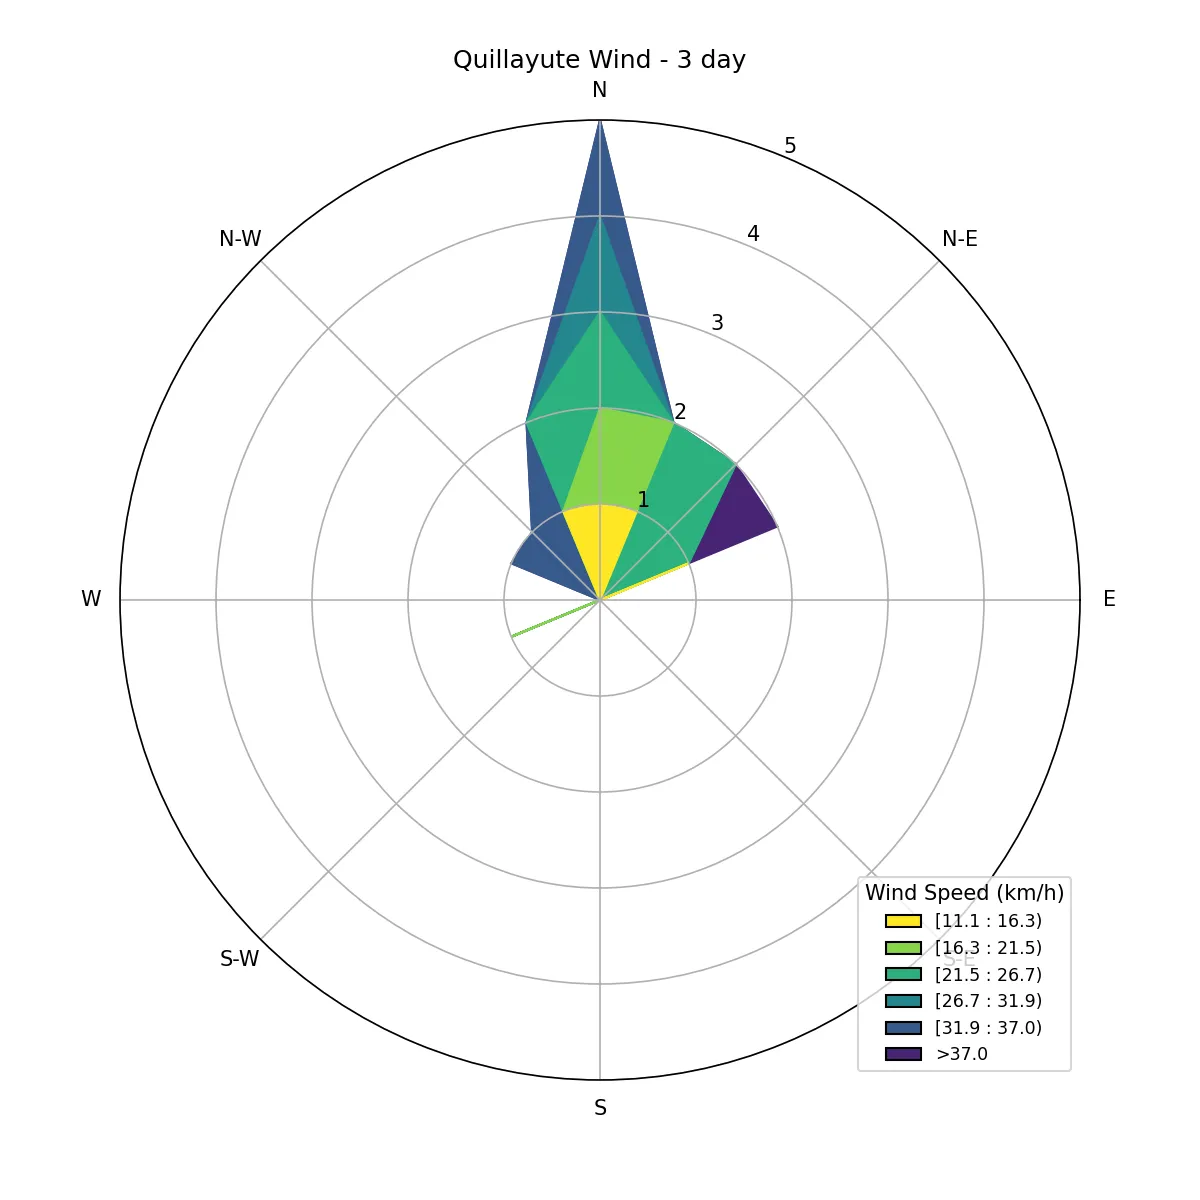 Quillayute Wind - 3 day
N
5
N-W
4
N-E
3
2
1
W
E
Wind Speed (km/h)
[11.1 : 16.3)
[16.3 : 21.5)
S-W
S-E
[21.5 : 26.7)
[26.7 : 31.9)
[31.9 : 37.0)
>37.0
S